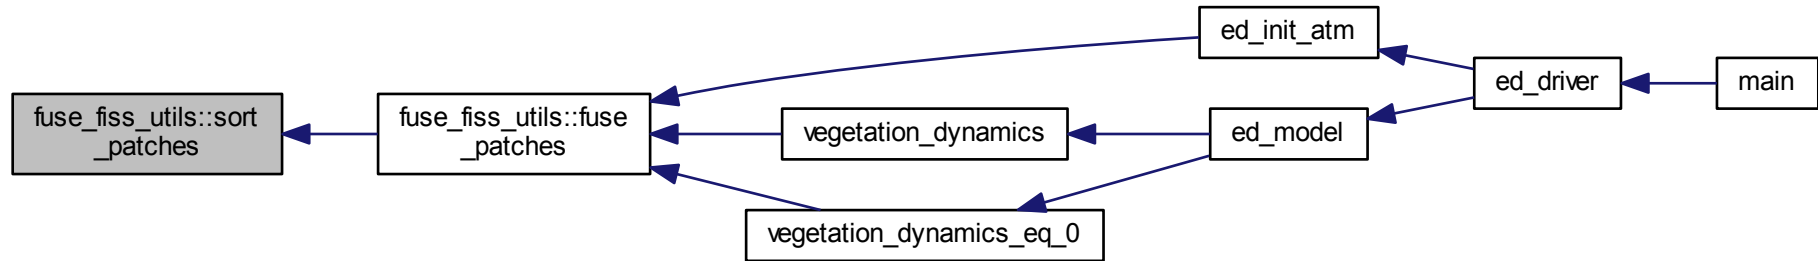 fuse_fiss_utils::sort
_patches
fuse_fiss_utils::fuse
_patches
ed_init_atm
vegetation_dynamics
vegetation_dynamics_eq_0
ed_model
ed_driver
main